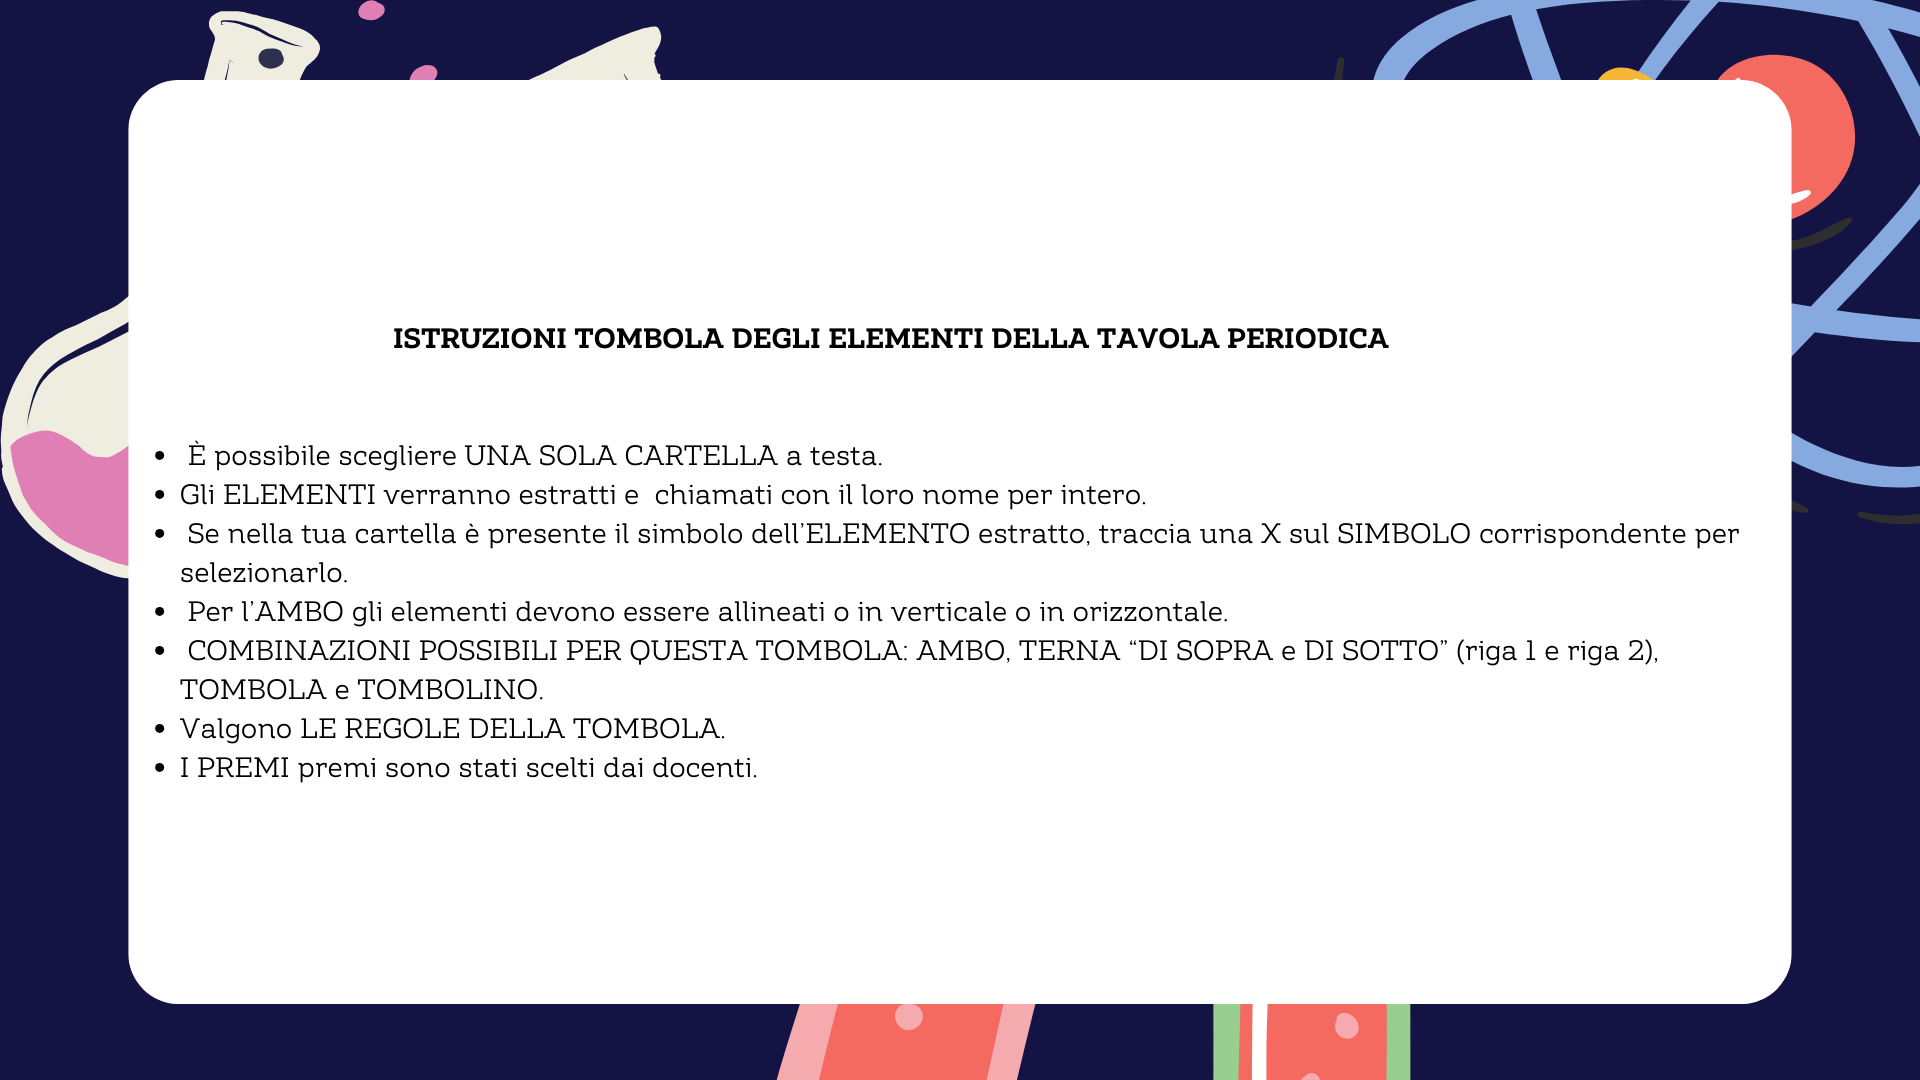 ISTRUZIONI TOMBOLA DEGLI ELEMENTI DELLA TAVOLA PERIODICA
• È possibile scegliere UNA SOLA CARTELLA a testa.
• Gli ELEMENTI verranno estratti e  chiamati con il loro nome per intero.
• Se nella tua cartella è presente il simbolo dell’ELEMENTO estratto, traccia una X sul SIMBOLO corrispondente per
selezionarlo.
• Per l’AMBO gli elementi devono essere allineati o in verticale o in orizzontale.
• COMBINAZIONI POSSIBILI PER QUESTA TOMBOLA: AMBO, TERNA “DI SOPRA e DI SOTTO” (riga 1 e riga 2),
TOMBOLA e TOMBOLINO.
• Valgono LE REGOLE DELLA TOMBOLA.
• I PREMI premi sono stati scelti dai docenti.